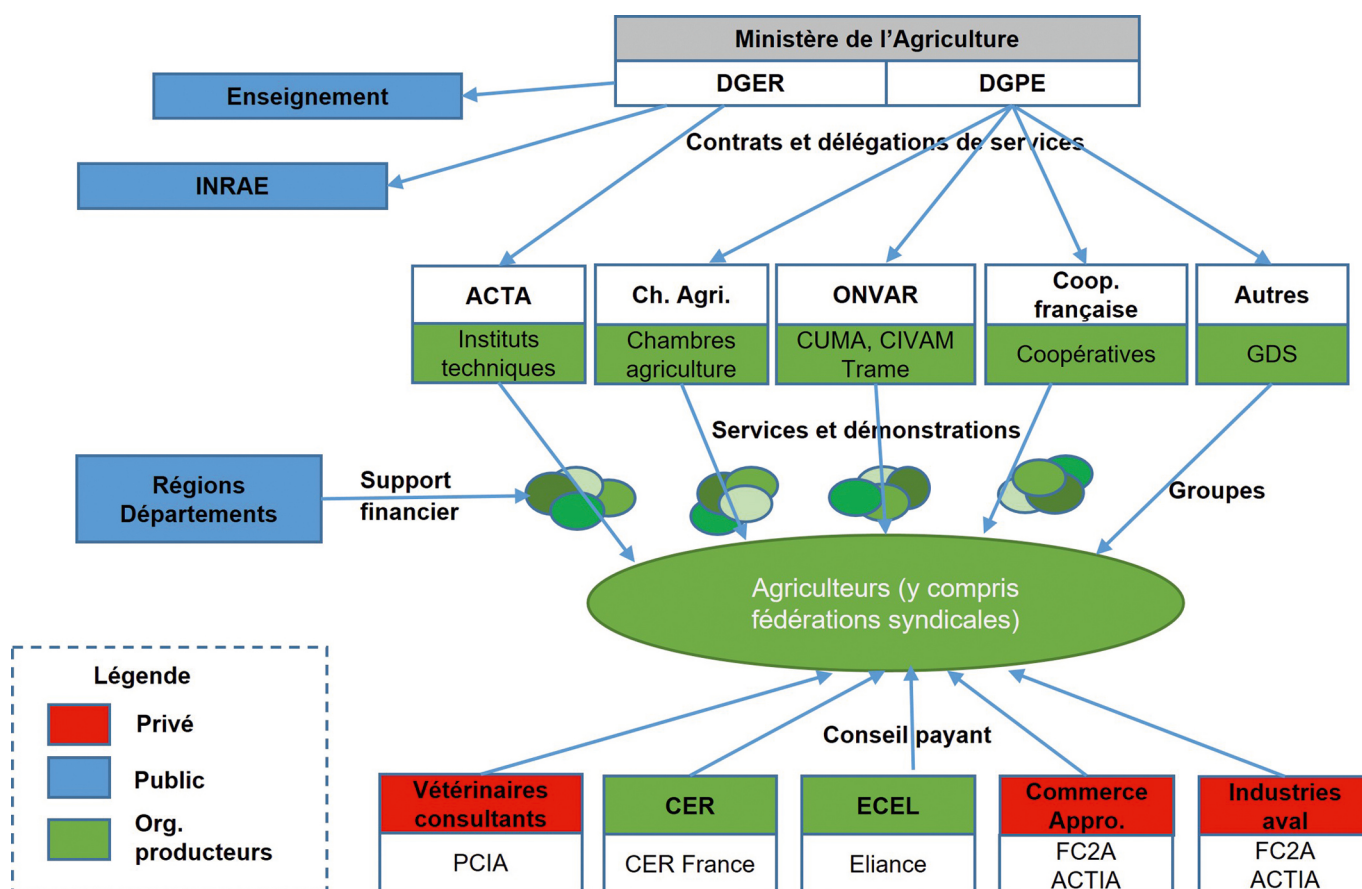 Ministère de l’Agriculture
DGER
DGPE
Enseignement
Contrats et délégations de services
INRAE
ACTA
Instituts
techniques
Ch. Agri.
Chambres
agriculture
ONVAR
CUMA, CIVAM
Trame
Coop.
française
Coopératives
Autres
GDS
Services et démonstrations
Régions
Départements
Support
financier
Groupes
Agriculteurs (y compris
fédérations syndicales)
Légende
Privé
Public
Org.
producteurs
Conseil payant
Vétérinaires
consultants
PCIA
CER
CER France
ECEL
Eliance
Commerce
Appro.
FC2A
ACTIA
Industries
aval
FC2A
ACTIA